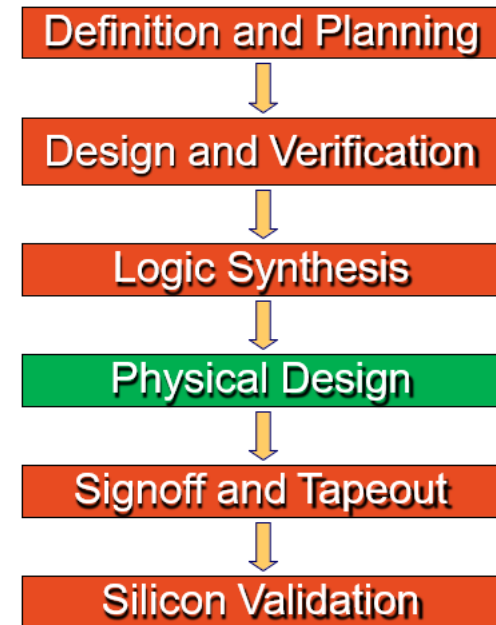 Definition and Planning
Design and Verification
Logic Synthesis
Physical Design
Signoff and Tapeout
Silicon Validation